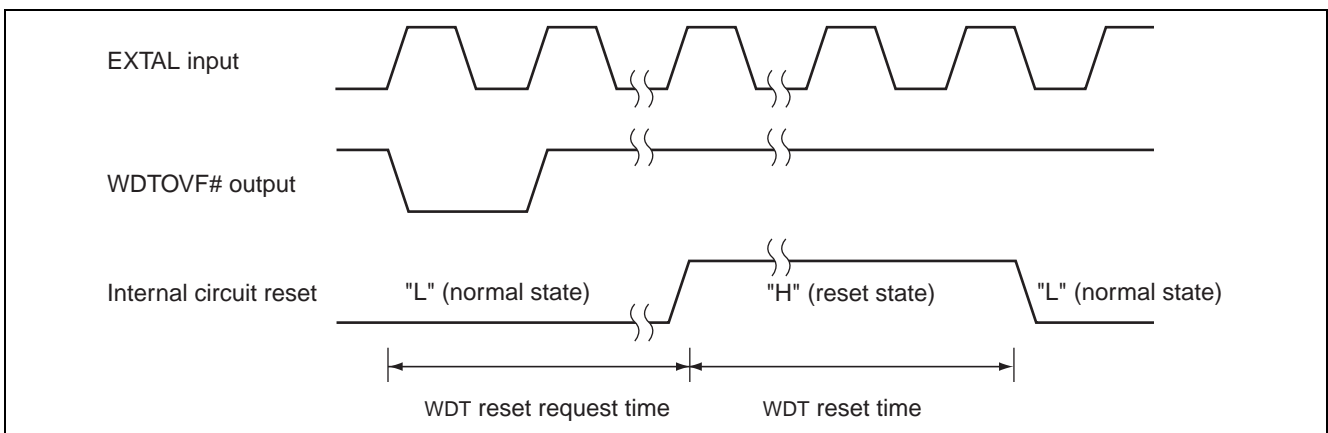 EXTAL input
WDTOVF# output
Internal circuit reset
"L" (normal state)
"H" (reset state)
"L" (normal state)
WDT reset request time
WDT reset time